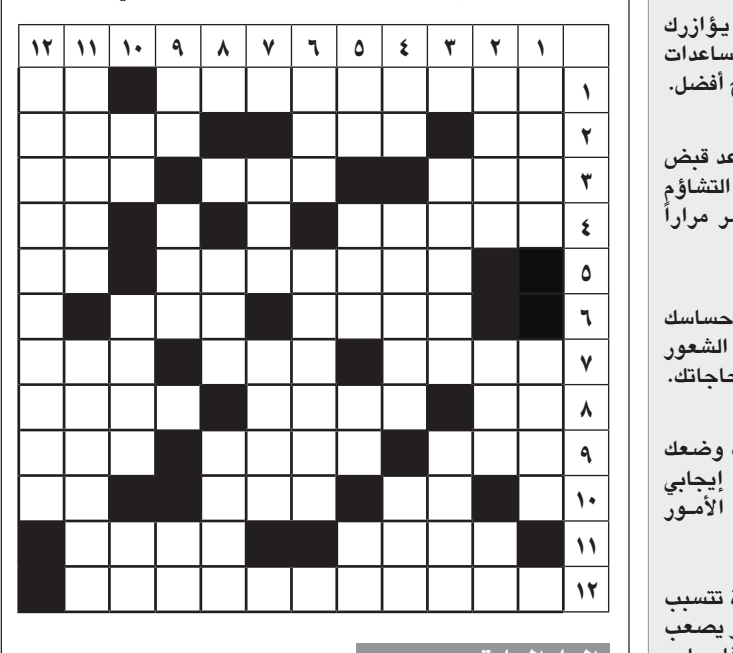 ١ ٢ ٣ ٤ ٥ ٦ ٧ ٨ ٩ ١٠ ١١ ١٢
١
٢
٣
٤
٥
٦
٧
٨
٩
١٠
١١
١٢
يؤازرك
ساعدات
أفضل.
قبض
التشاؤم
مراراً
حساسك
الشعور
حاجاتك.
وضعك
إيجابي
الأمور
تتسبب
يصعب